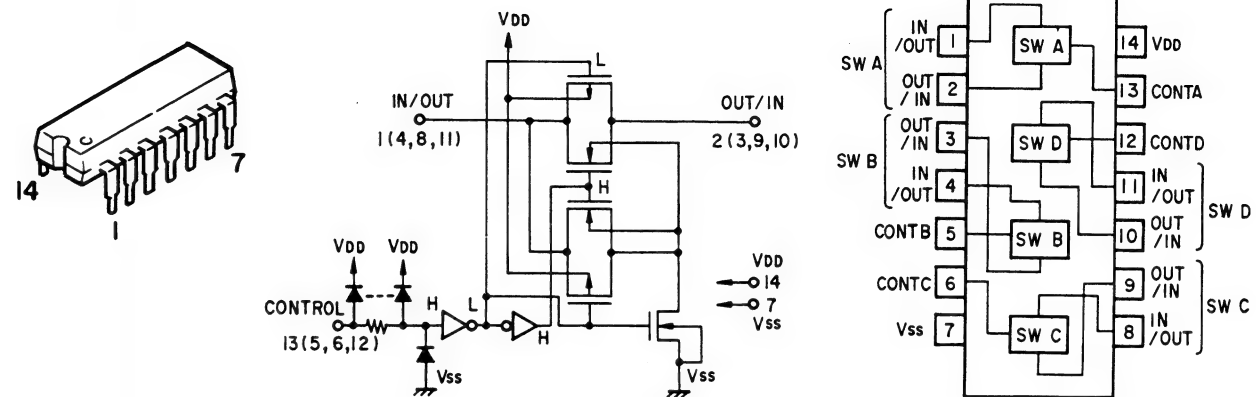 14
7
1
VDD
L
IN/OUT
1(4,8,11)
OUT/IN
2(3,9,10)
H
VDD
VDD
CONTROL
13(5,6,12)
H
L
H
Vss
VDD
14
7
Vss
Vss
SW A
IN
/OUT
1
OUT
/IN
2
SW B
OUT
/IN
3
IN
/OUT
4
CONTB
5
CONTC
6
Vss
7
SW A
SW D
SW B
SW C
14
VDD
13
CONTA
12
CONTD
11
IN
/OUT
10
OUT
/IN
SW D
9
OUT
/IN
8
IN
/OUT
SW C